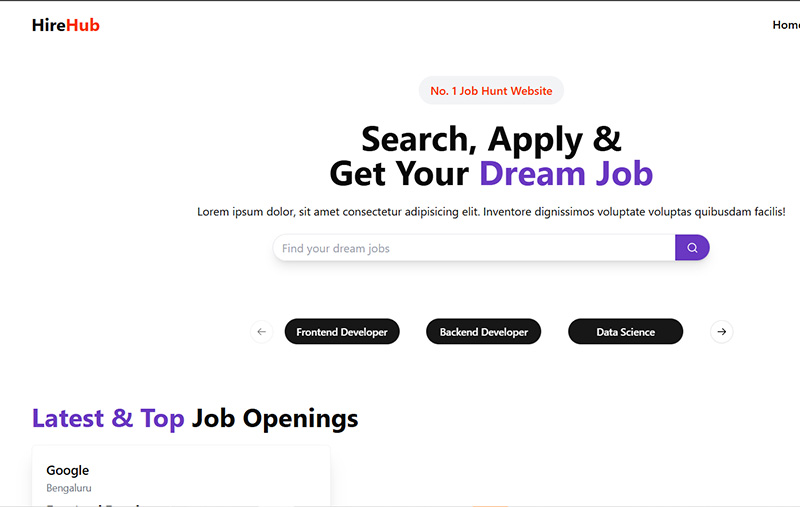 HireHub
Home
No. 1 Job Hunt Website
Search, Apply &
Get Your Dream Job
Lorem ipsum dolor, sit amet consectetur adipisicing elit. Inventore dignissimos voluptate voluptas quibusdam facilis!
Find your dream jobs
Frontend Developer
Backend Developer
Data Science
Latest & Top Job Openings
Google
Bengaluru